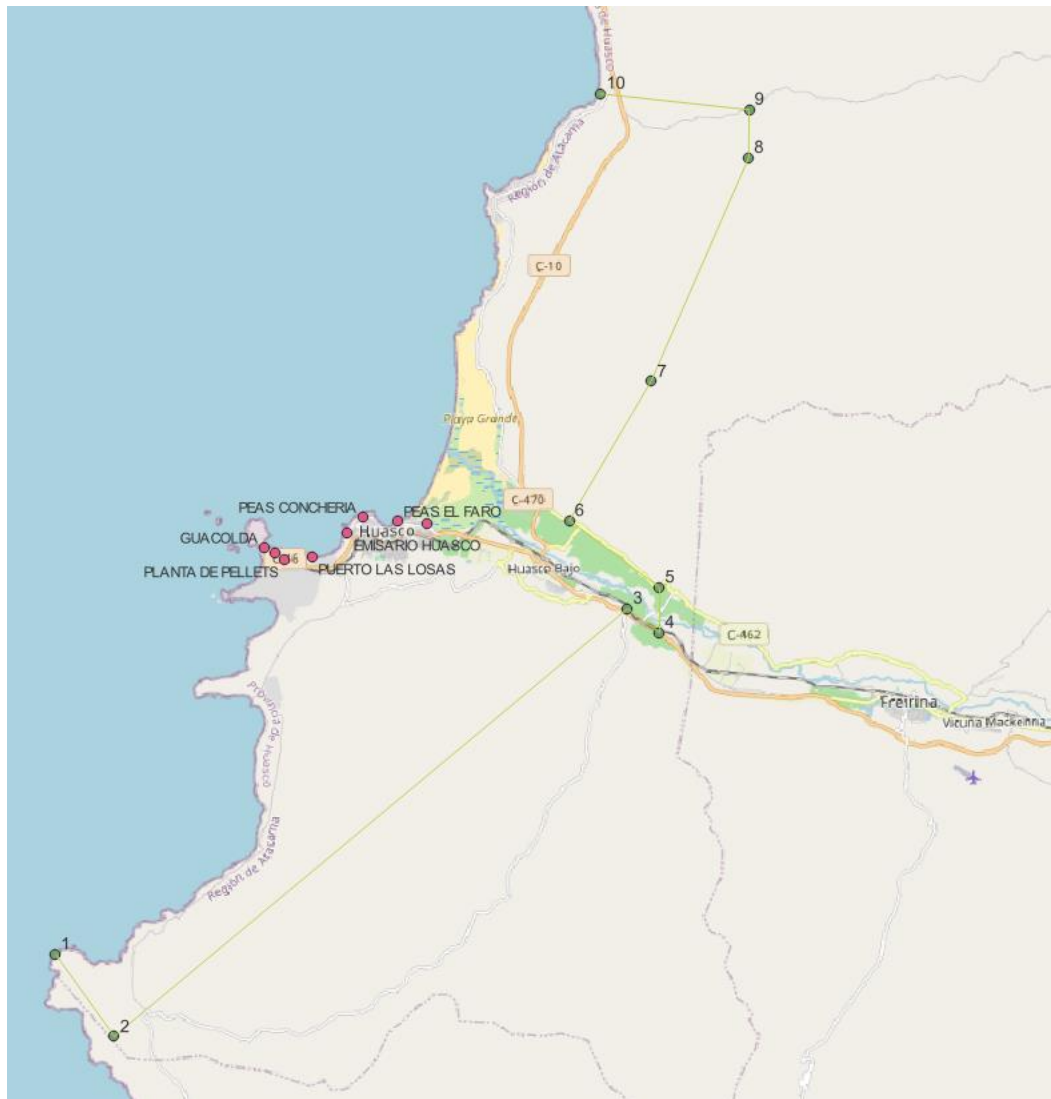 de Huasco
10
9
8
Región de Atacama
C-10
7
Playa Grande
C-470
PEAS CONCHERIA
PEAS EL FARO
6
Huasco
GUACOLDA
EMISARIO HUASCO
PLANTA DE PELLETS
PUERTO LAS LOSAS
Huasco Bajo
5
3
4
C-462
Freirina
Vicuña Mackenna
Provincia de Huasco
Región de Atacama
1
2